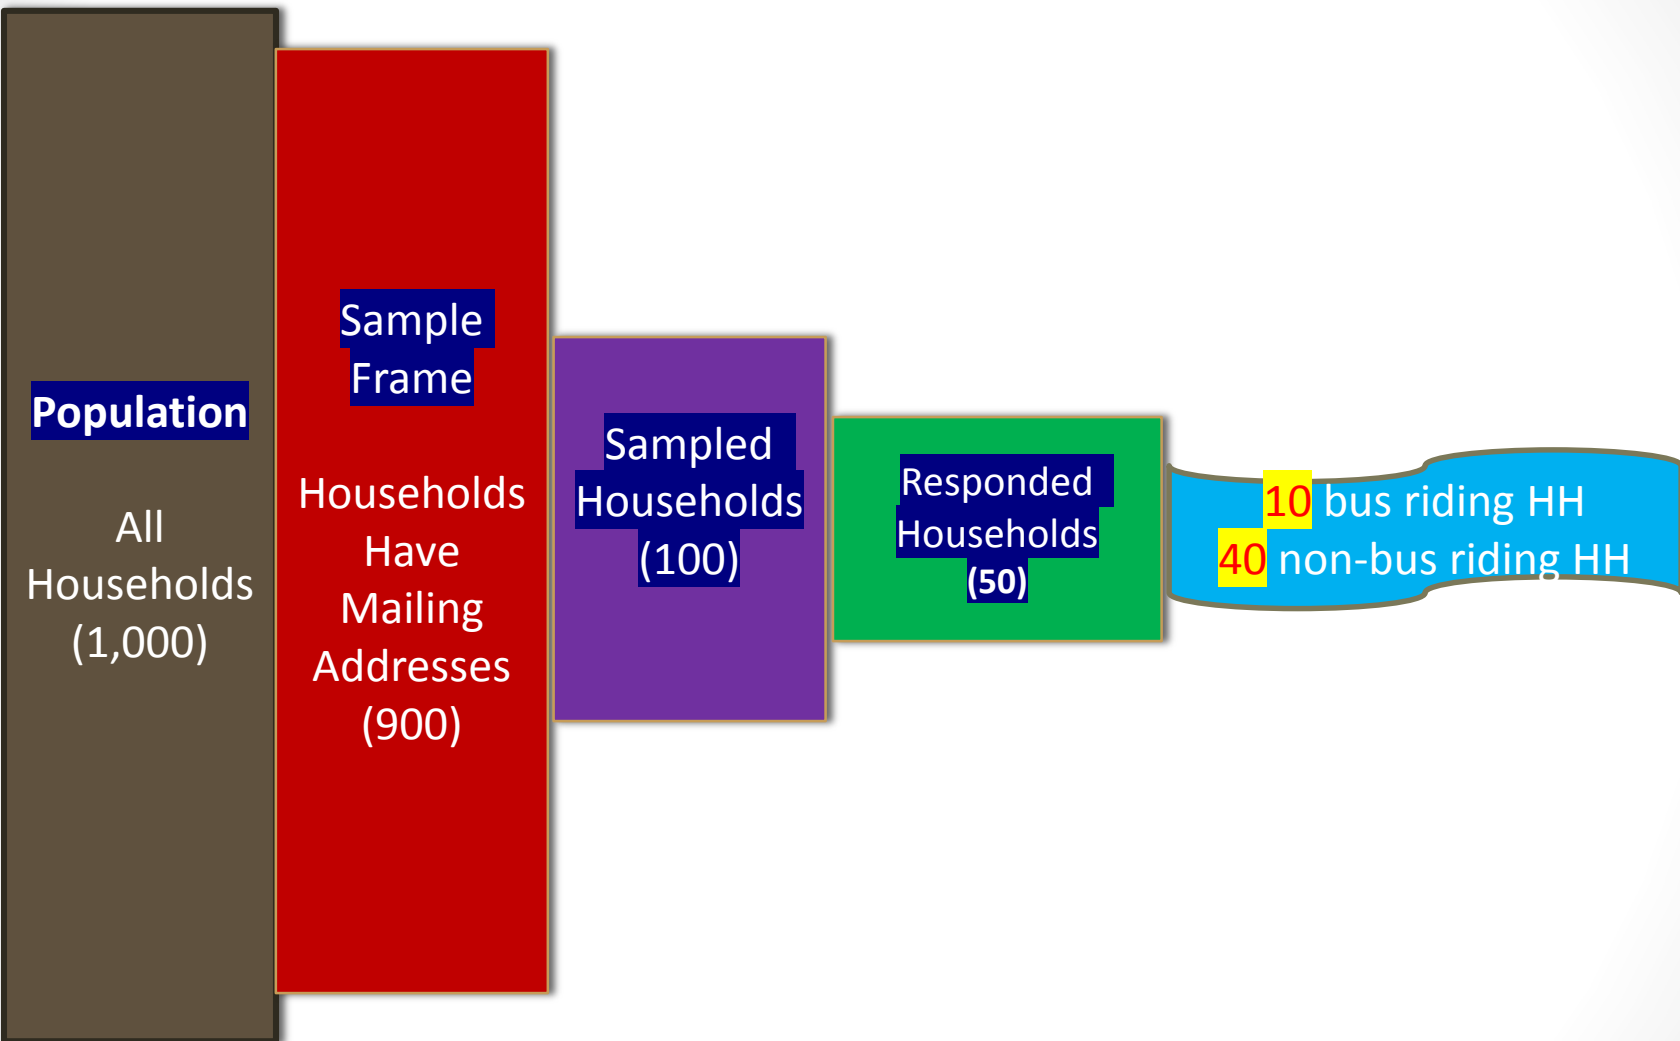 Population
All
Households
(1,000)
Sample
Frame
Households
Have
Mailing
Addresses
(900)
Sampled
Households
(100)
Responded
Households
(50)
10 bus riding HH
40 non-bus riding HH